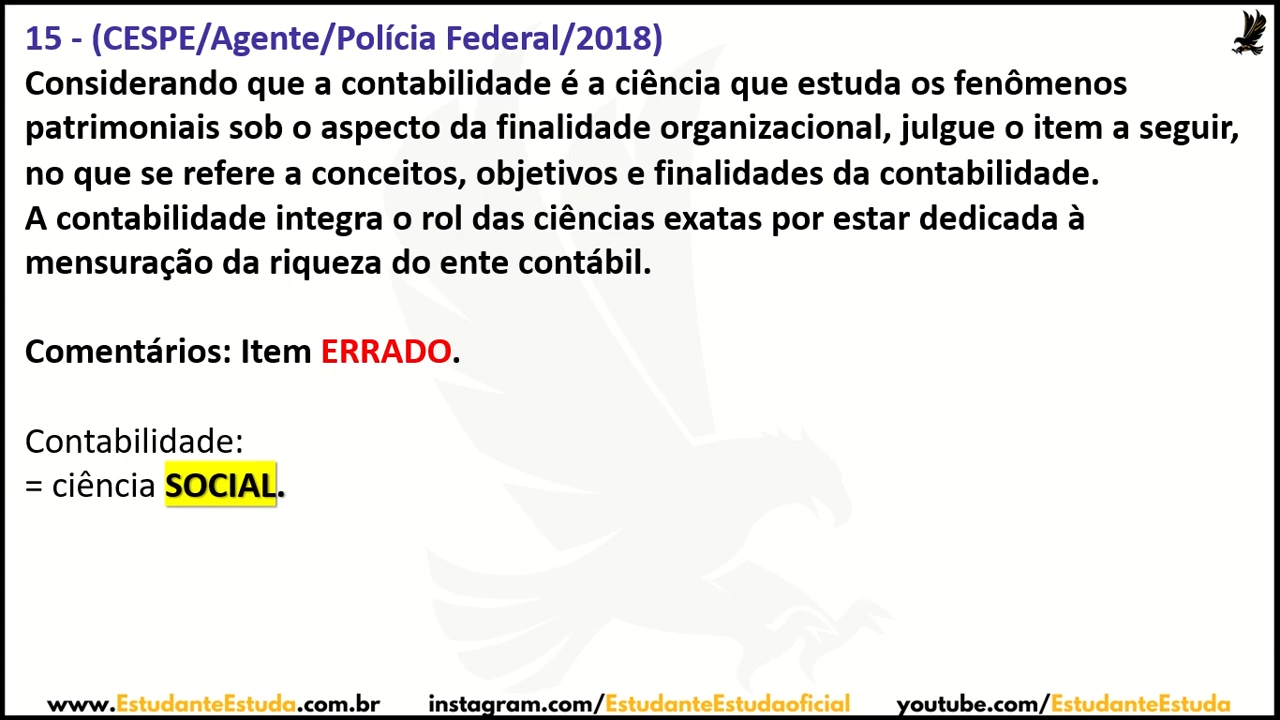 15 - (CESPE/Agente/Polícia Federal/2018)
Considerando que a contabilidade é a ciência que estuda os fenômenos
patrimoniais sob o aspecto da finalidade organizacional, julgue o item a seguir,
no que se refere a conceitos, objetivos e finalidades da contabilidade.
A contabilidade integra o rol das ciências exatas por estar dedicada à
mensuração da riqueza do ente contábil.
Comentários: Item ERRADO.
Contabilidade:
= ciência SOCIAL.
www.EstudanteEstuda.com.br instagram.com/EstudanteEstudaoficial youtube.com/EstudanteEstuda